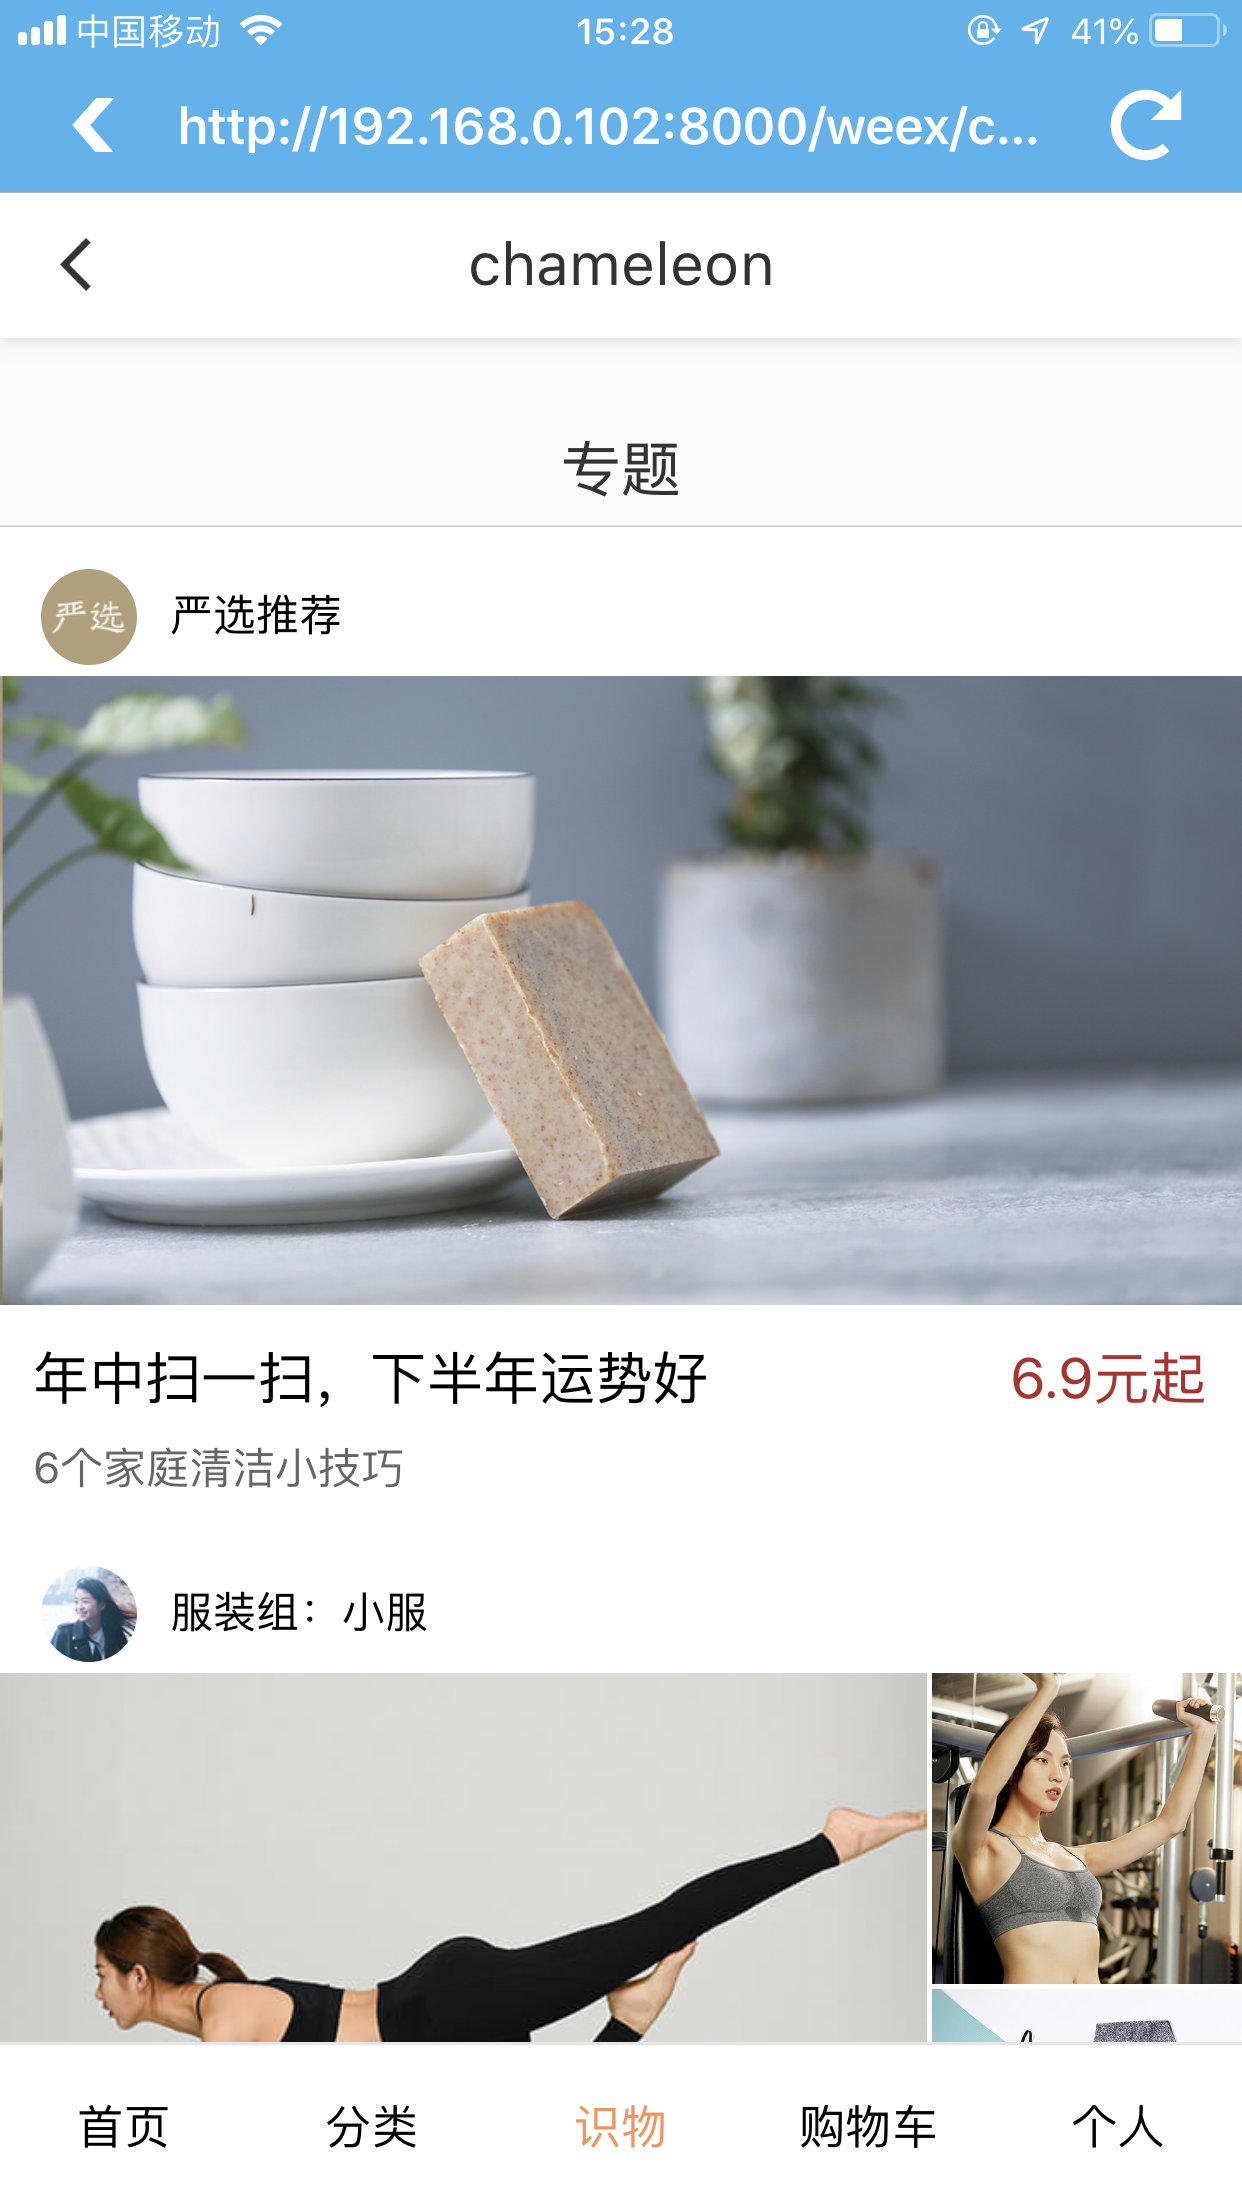 中国移动
15:28
41%
http://192.168.0.102:8000/weex/c...
chameleon
专题
严选
严选推荐
年中扫一扫，下半年运势好
6.9元起
6个家庭清洁小技巧
服装组：小服
首页
分类
识物
购物车
个人